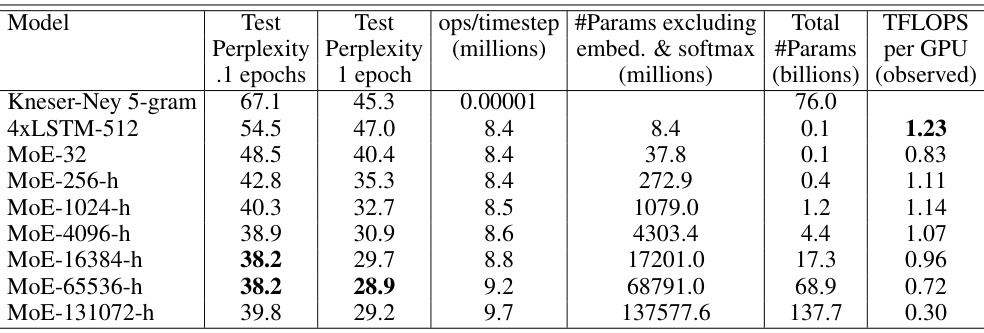 Model Test Test ops/timestep #Params excluding Total TFLOPS
Perplexity Perplexity (millions) embed. & softmax #Params per GPU
.1 epochs 1 epoch (millions) (billions) (observed)
Kneser-Ney 5-gram 67.1 45.3 0.00001 76.0
4xLSTM-512 54.5 47.0 8.4 8.4 0.1 1.23
MoE-32 48.5 40.4 8.4 37.8 0.1 0.83
MoE-256-h 42.8 35.3 8.4 272.9 0.4 1.11
MoE-1024-h 40.3 32.7 8.5 1079.0 1.2 1.14
MoE-4096-h 38.9 30.9 8.6 4303.4 4.4 1.07
MoE-16384-h 38.2 29.7 8.8 17201.0 17.3 0.96
MoE-65536-h 38.2 28.9 9.2 68791.0 68.9 0.72
MoE-131072-h 39.8 29.2 9.7 137577.6 137.7 0.30